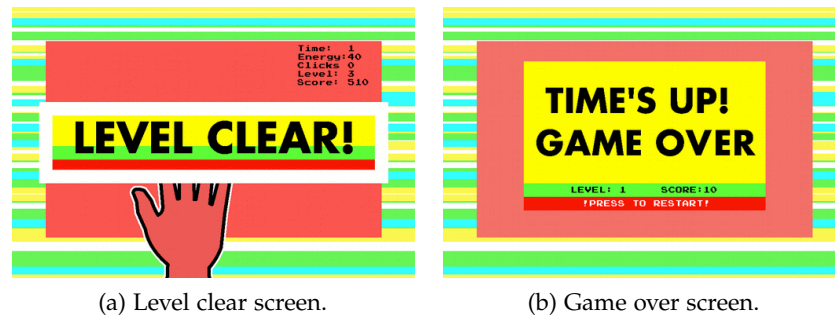 Time: 1
Energy:40
Clicks 0
Level: 3
Score: 510
LEVEL CLEAR!
(a) Level clear screen.
TIME'S UP!
GAME OVER
LEVEL: 1 SCORE:10
!PRESS TO RESTART!
(b) Game over screen.